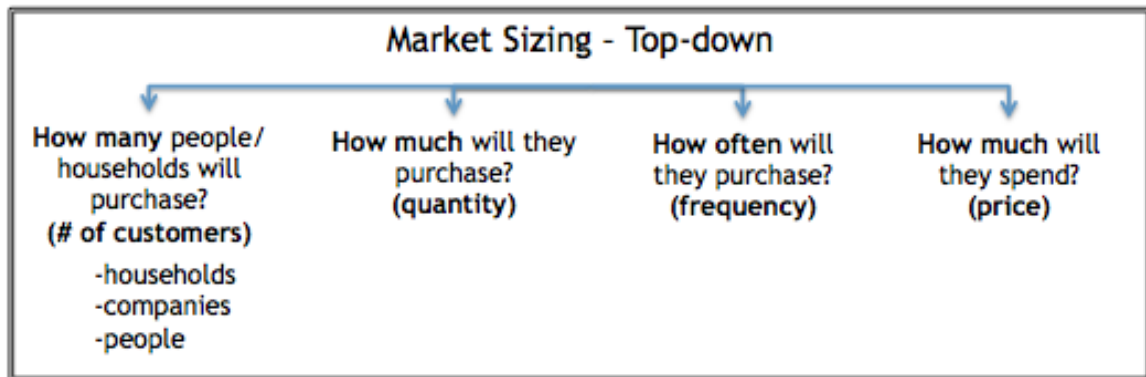 Market Sizing – Top-down
How many people/
households will
purchase?
(# of customers)
-households
-companies
-people
How much will they
purchase?
(quantity)
How often will
they purchase?
(frequency)
How much will
they spend?
(price)